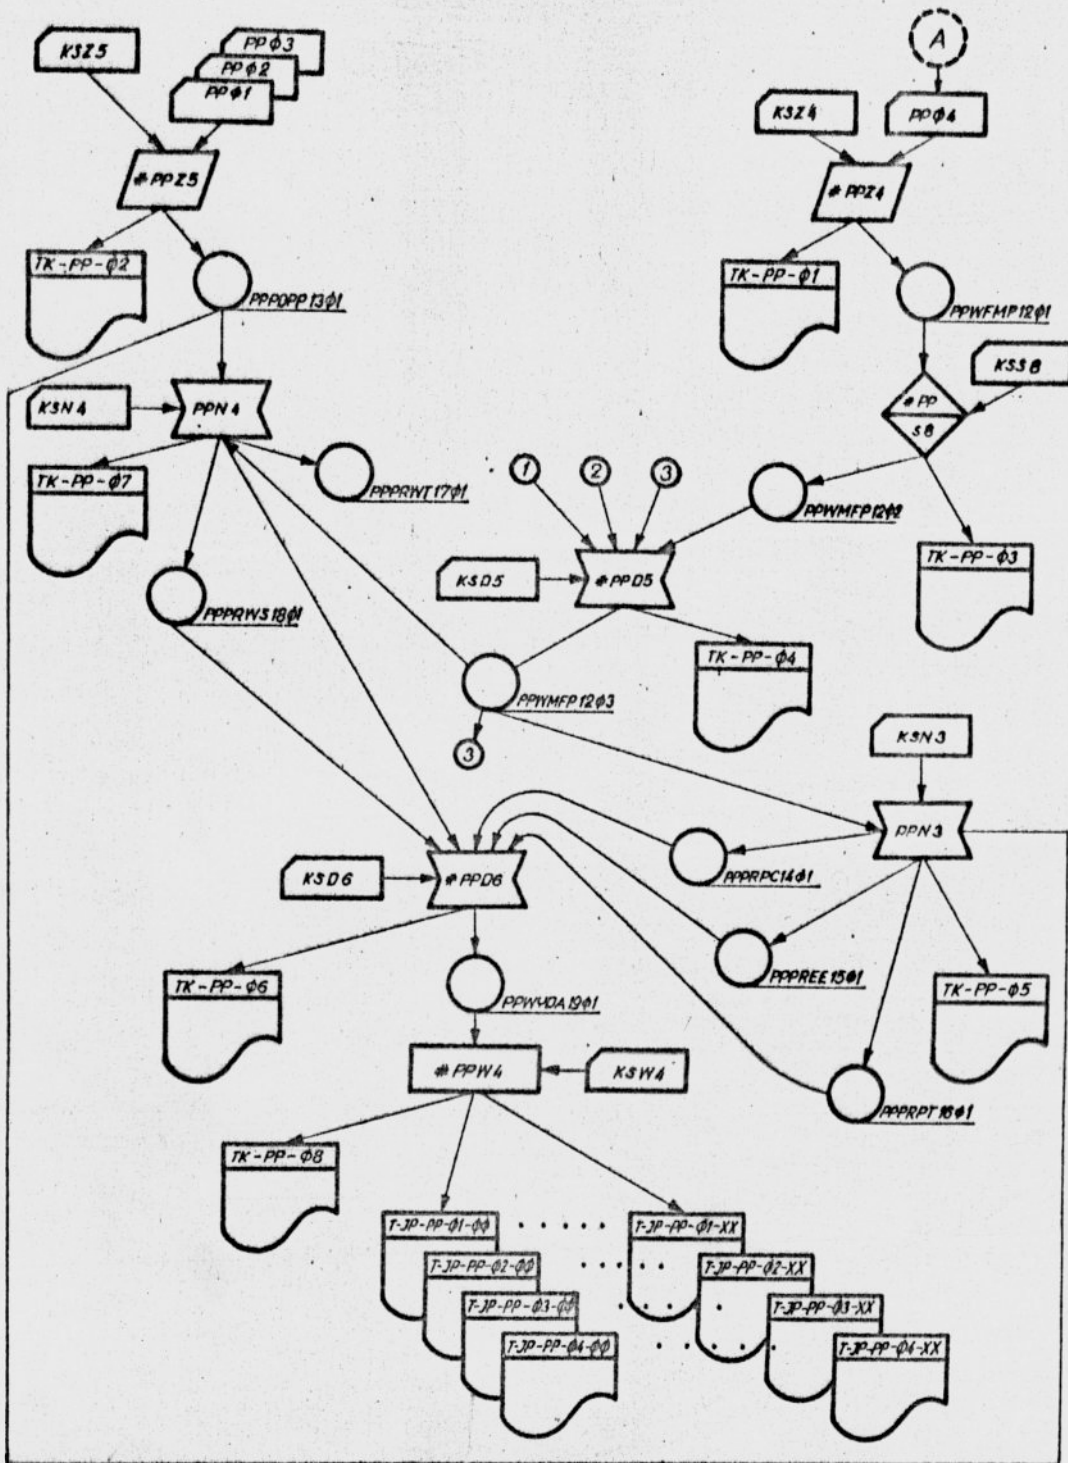 KSZ5
PPφ3
PPφ2
PPφ1
A
KSZ4
PPφ4
#PPZ5
#PPZ4
TK-PP-φ2
PPPOPP13φ1
TK-PP-φ1
PPWFMP12φ1
KSS8
KSN4
PPN4
#PP
S8
TK-PP-φ7
PPPRWT17φ1
1
2
3
PPWMFP12φ2
KSD5
#PPD5
TK-PP-φ3
PPPRWS18φ1
TK-PP-φ4
PPWMFP12φ3
3
KSN3
PPN3
KSD6
#PPD6
PPPRPC14φ1
TK-PP-φ6
PPPREE15φ1
TK-PP-φ5
PPWYDA19φ1
#PPW4
KSW4
PPPRPT16φ1
TK-PP-φ8
T-JP-PP-φ1-φφ
T-JP-PP-φ1-XX
T-JP-PP-φ2-φφ
T-JP-PP-φ2-XX
T-JP-PP-φ3-φφ
T-JP-PP-φ3-XX
T-JP-PP-φ4-φφ
T-JP-PP-φ4-XX